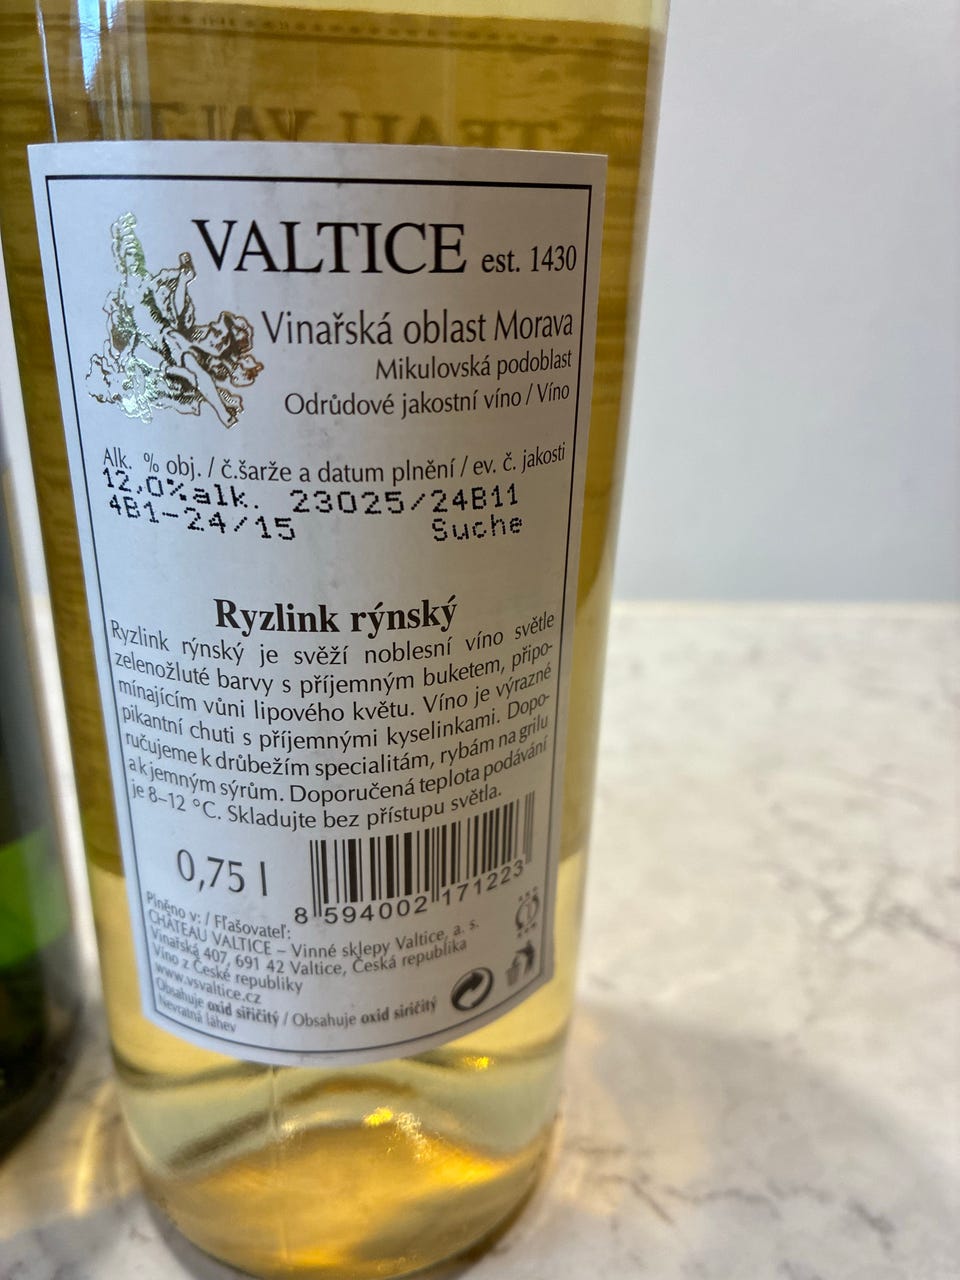 VALTICE est. 1430
Vinařská oblast Morava
Mikulovská podoblast
Odrůdové jakostní víno / Víno
Alk. % obj. / č.šarže a datum plnění / ev. č. jakosti
12,0%alk. 23025/24B11
4B1-24/15 Suche
Ryzlink rýnský
Ryzlink rýnský je svěží noblesní víno světle
zelenožluté barvy s příjemným buketem, připo-
mínajícím vůni lipového květu. Víno je výrazné
pikantní chuti s příjemnými kyselinkami. Dopo-
ručujeme k drůbežím specialitám, rybám na grilu
a k jemným sýrům. Doporučená teplota podávání
je 8–12 °C. Skladujte bez přístupu světla.
0,75 l
8 594002 171223
Plněno v: / Fľašovateľ:
CHÂTEAU VALTICE – Vinné sklepy Valtice, a. s.
Vinařská 407, 691 42 Valtice, Česká republika
Víno z České republiky
www.vsvaltice.cz
Obsahuje oxid siřičitý / Obsahuje oxid siričitý
Nevratná láhev